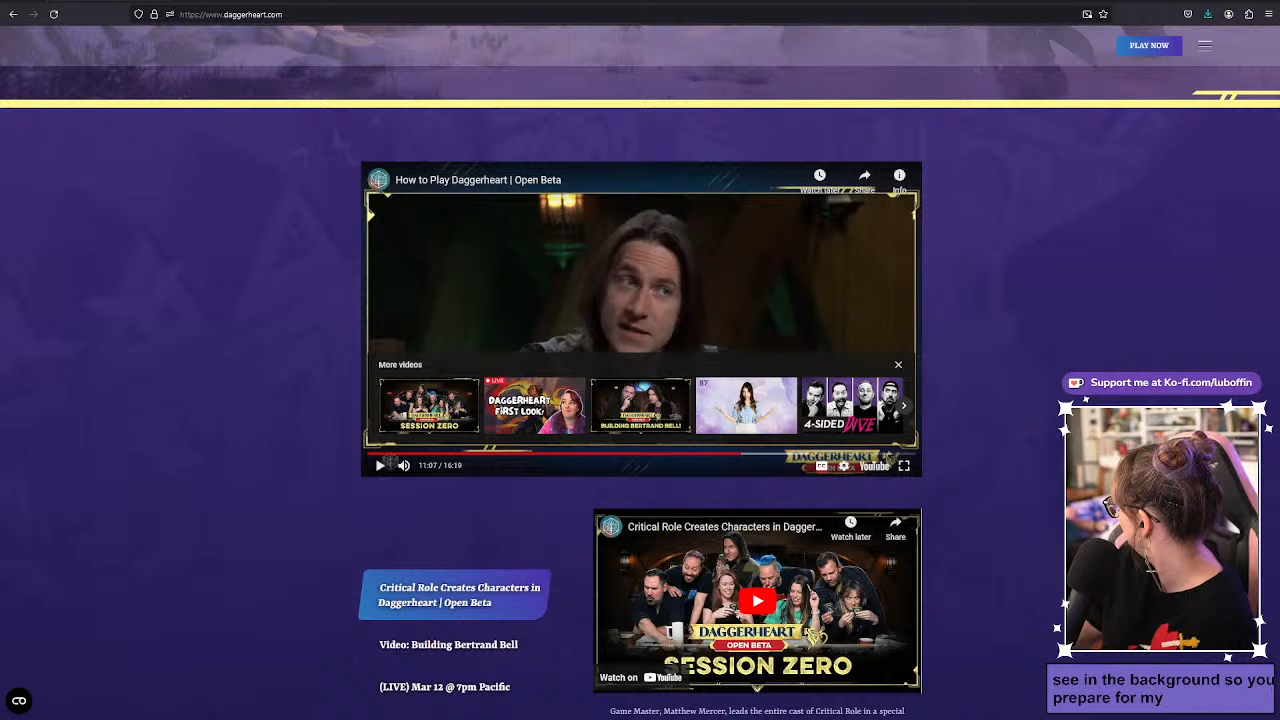 https://www.daggerheart.com
PLAY NOW
How to Play Daggerheart | Open Beta
Watch later
Share
Info
More videos
SESSION ZERO
LIVE
DAGGERHEART
FIRST LOOK!
BUILDING BERTRAND BELL!
87
4-SIDED DIVE
11:07 / 16:19
DAGGERHEART
CC
YouTube
Critical Role Creates Characters in Dagger...
Watch later
Share
DAGGERHEART
OPEN BETA
SESSION ZERO
Watch on YouTube
Critical Role Creates Characters in
Daggerheart | Open Beta
Video: Building Bertrand Bell
(LIVE) Mar 12 @ 7pm Pacific
Game Master, Matthew Mercer, leads the entire cast of Critical Role in a special
Support me at Ko-fi.com/luboffin
see in the background so you
prepare for my